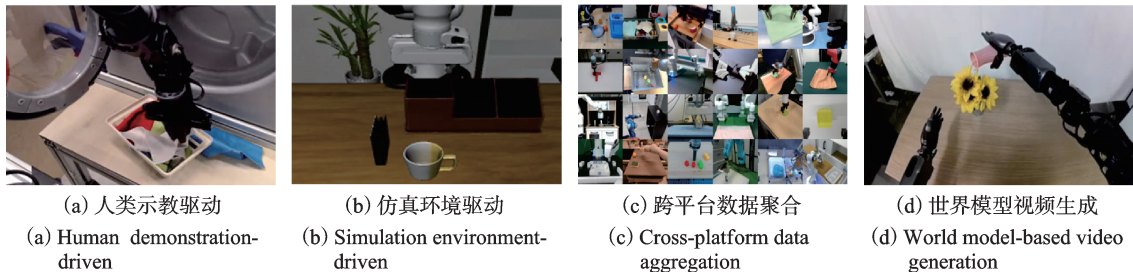 (a) 人类示教驱动
(b) 仿真环境驱动
(c) 跨平台数据聚合
(d) 世界模型视频生成
(a) Human demonstration-
driven
(b) Simulation environment-
driven
(c) Cross-platform data
aggregation
(d) World model-based video
generation